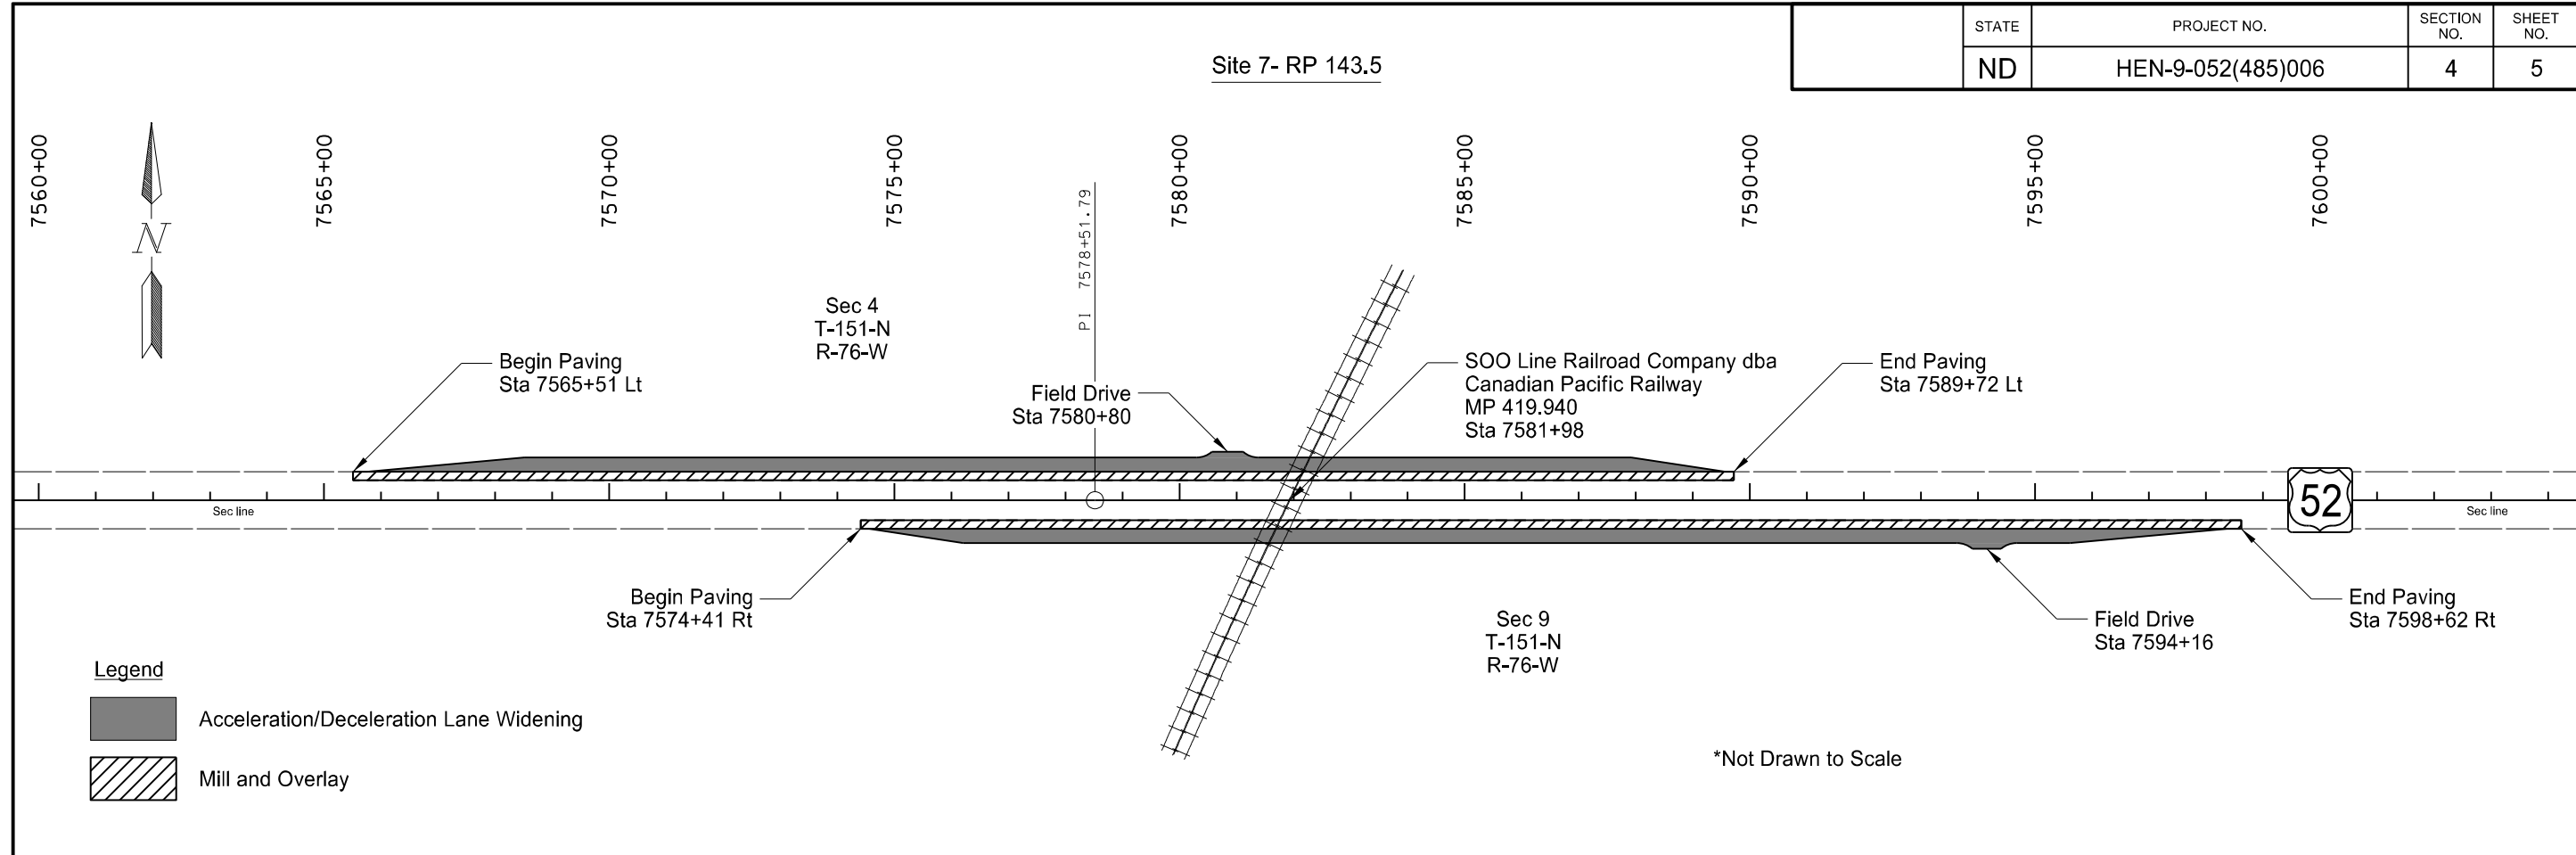 STATE
PROJECT NO.
SECTION NO.
SHEET NO.
ND
HEN-9-052(485)006
4
5
Site 7- RP 143.5
7560+00
7565+00
7570+00
7575+00
7580+00
7585+00
7590+00
7595+00
7600+00
N
PI 7578+51.79
Sec 4
T-151-N
R-76-W
Begin Paving
Sta 7565+51 Lt
Field Drive
Sta 7580+80
SOO Line Railroad Company dba
Canadian Pacific Railway
MP 419.940
Sta 7581+98
End Paving
Sta 7589+72 Lt
Sec line
52
Sec line
Begin Paving
Sta 7574+41 Rt
Sec 9
T-151-N
R-76-W
Field Drive
Sta 7594+16
End Paving
Sta 7598+62 Rt
Legend
Acceleration/Deceleration Lane Widening
Mill and Overlay
*Not Drawn to Scale